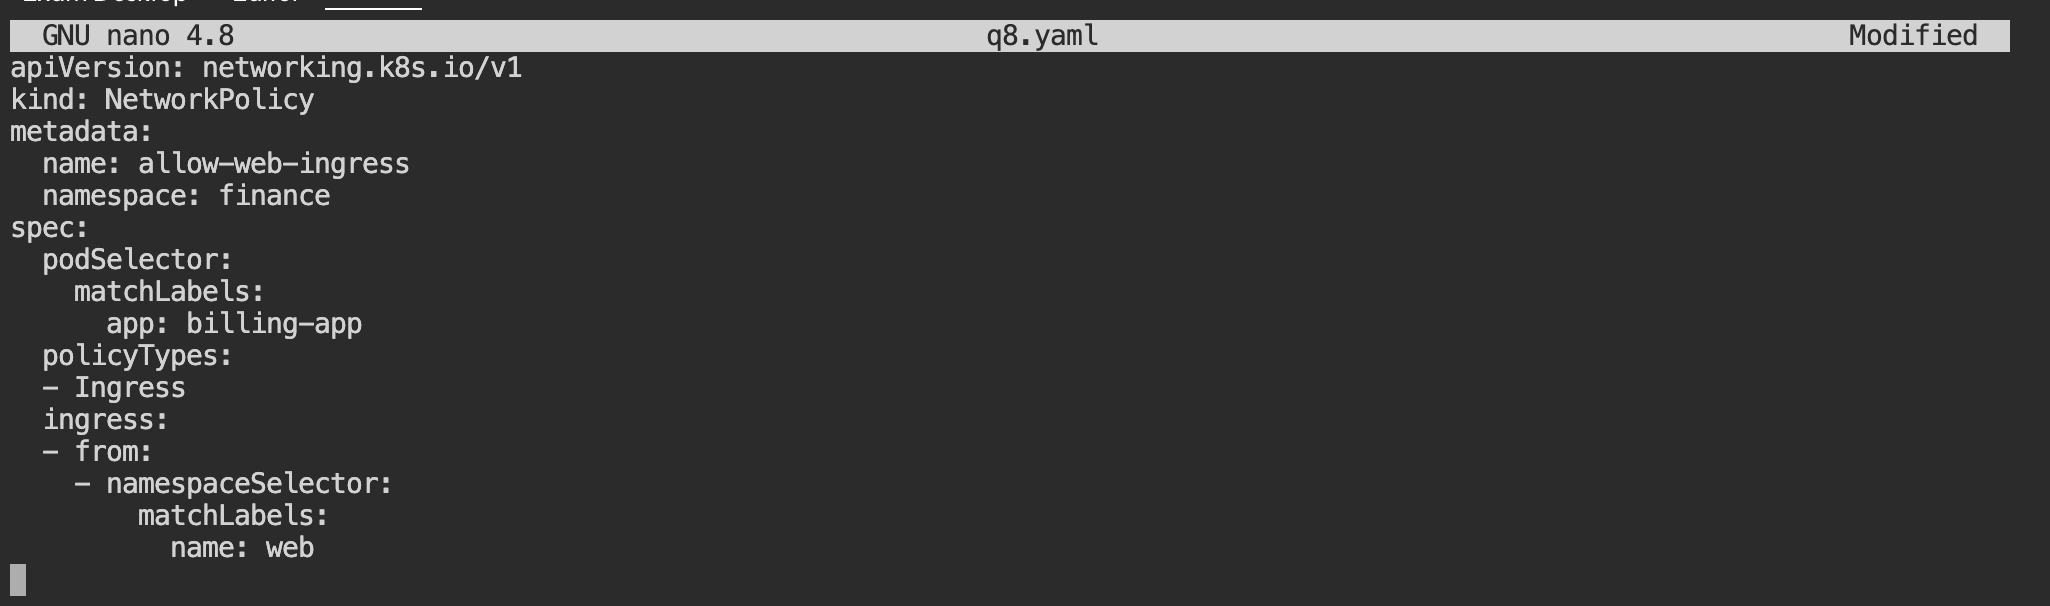 GNU nano 4.8 q8.yaml Modified
apiVersion: networking.k8s.io/v1
kind: NetworkPolicy
metadata:
  name: allow-web-ingress
  namespace: finance
spec:
  podSelector:
    matchLabels:
      app: billing-app
  policyTypes:
  - Ingress
  ingress:
  - from:
    - namespaceSelector:
        matchLabels:
          name: web